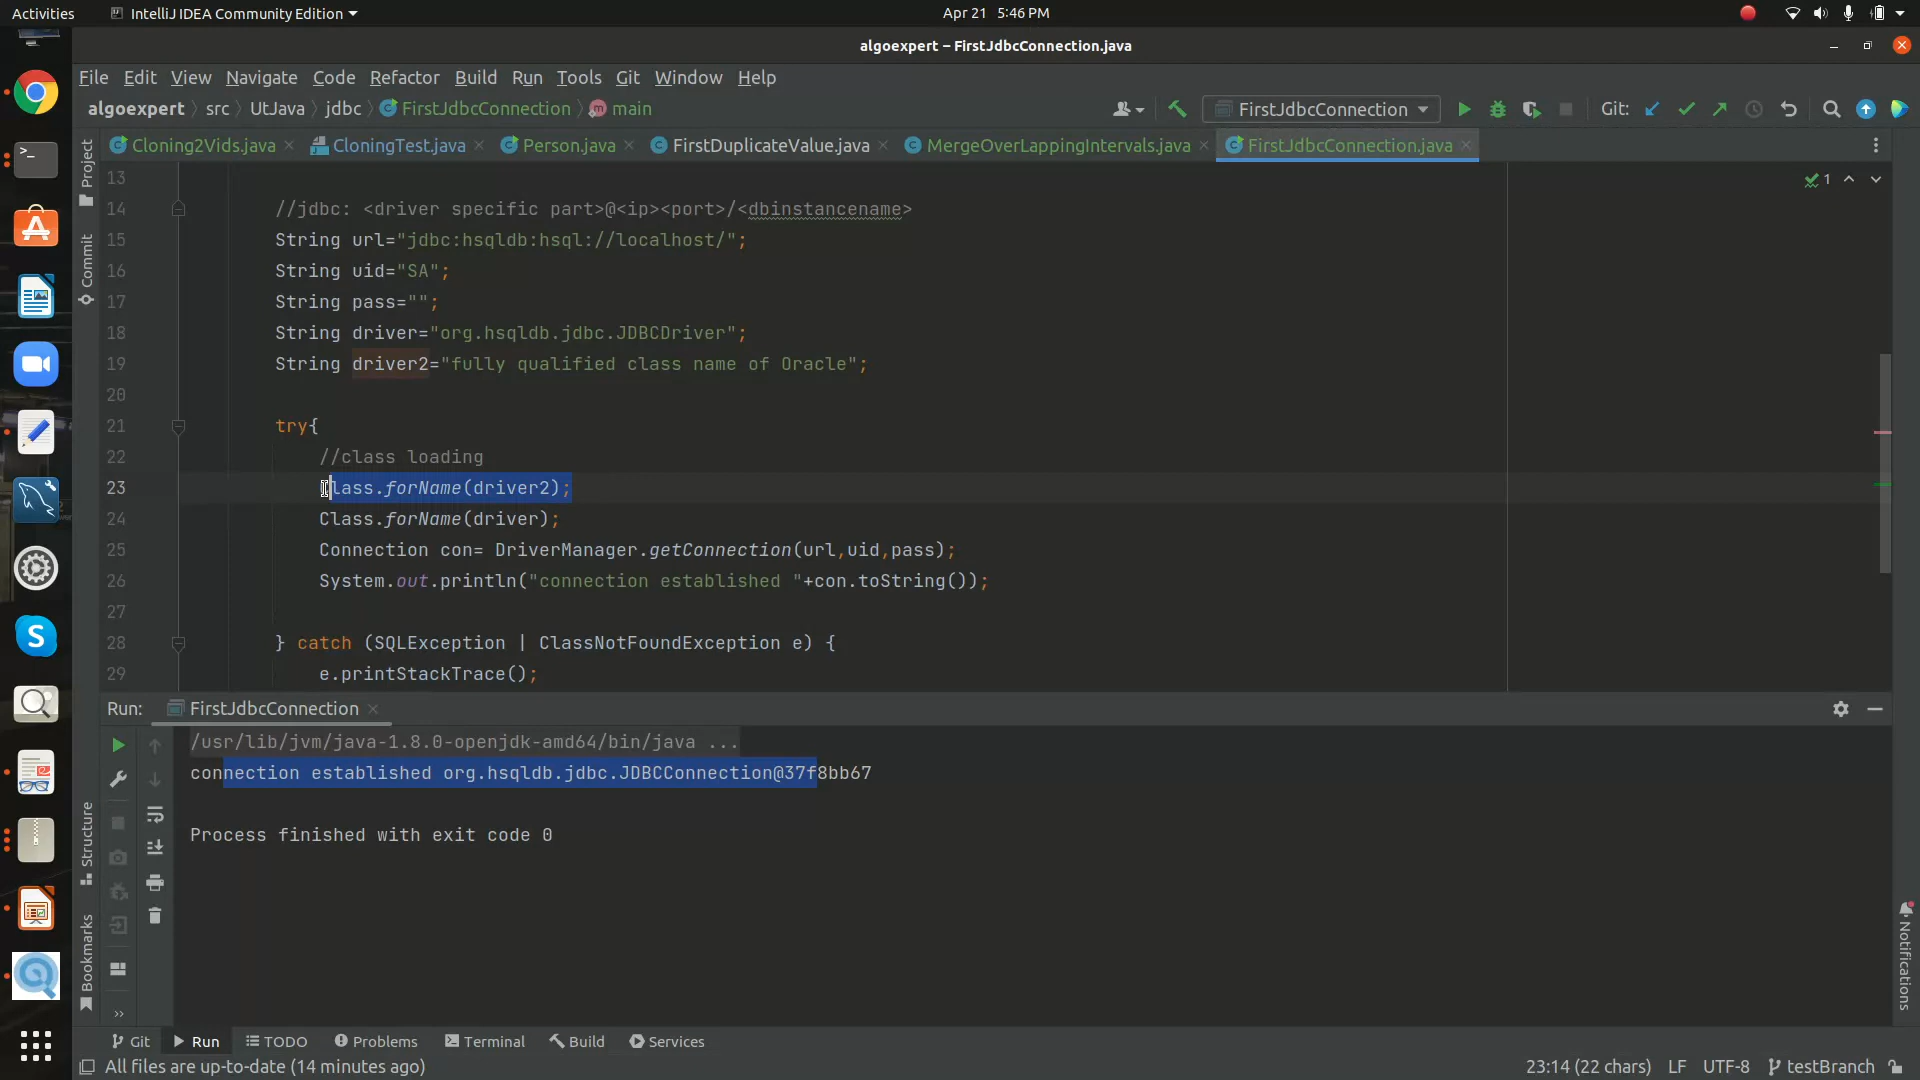 Activities IntelliJ IDEA Community Edition Apr 21 5:46 PM
algoexpert – FirstJdbcConnection.java
File Edit View Navigate Code Refactor Build Run Tools Git Window Help
algoexpert src UtJava jdbc FirstJdbcConnection main FirstJdbcConnection Git:
Cloning2Vids.java CloningTest.java Person.java FirstDuplicateValue.java MergeOverLappingIntervals.java FirstJdbcConnection.java
Project
Commit
Structure
Bookmarks
Notifications
13
1
14 //jdbc: <driver specific part>@<ip><port>/<dbinstancename>
15 String url="jdbc:hsqldb:hsql://localhost/";
16 String uid="SA";
17 String pass="";
18 String driver="org.hsqldb.jdbc.JDBCDriver";
19 String driver2="fully qualified class name of Oracle";
20
21 try{
22 //class loading
23 Class.forName(driver2);
24 Class.forName(driver);
25 Connection con= DriverManager.getConnection(url,uid,pass);
26 System.out.println("connection established "+con.toString());
27
28 } catch (SQLException | ClassNotFoundException e) {
29 e.printStackTrace();
Run: FirstJdbcConnection
/usr/lib/jvm/java-1.8.0-openjdk-amd64/bin/java ...
connection established org.hsqldb.jdbc.JDBCConnection@37f8bb67
Process finished with exit code 0
Git Run TODO Problems Terminal Build Services
All files are up-to-date (14 minutes ago) 23:14 (22 chars) LF UTF-8 testBranch